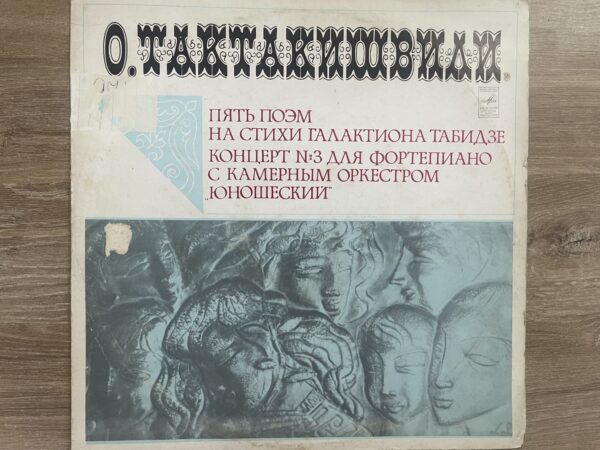 О. ТАКТАКИШВИЛИ
ПЯТЬ ПОЭМ
НА СТИХИ ГАЛАКТИОНА ТАБИДЗЕ
КОНЦЕРТ №3 ДЛЯ ФОРТЕПИАНО
С КАМЕРНЫМ ОРКЕСТРОМ
„ЮНОШЕСКИЙ"